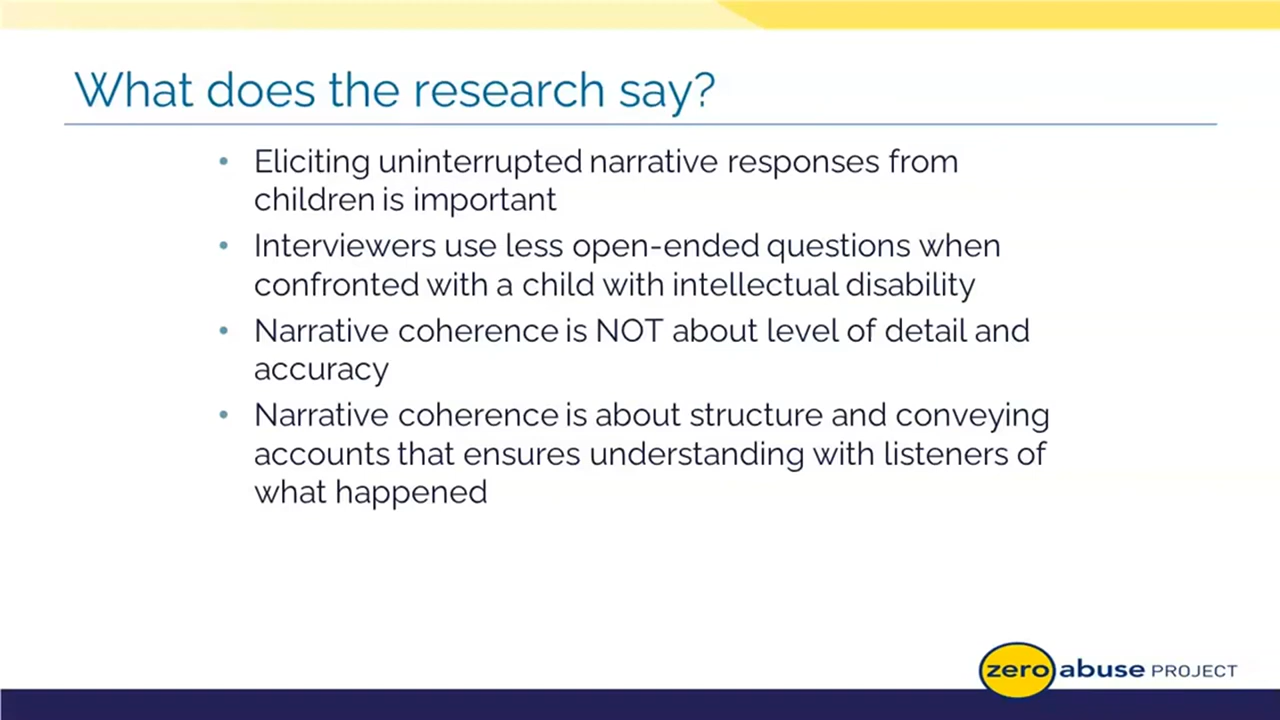 What does the research say?
• Eliciting uninterrupted narrative responses from
children is important
• Interviewers use less open-ended questions when
confronted with a child with intellectual disability
• Narrative coherence is NOT about level of detail and
accuracy
• Narrative coherence is about structure and conveying
accounts that ensures understanding with listeners of
what happened
zero abuse PROJECT